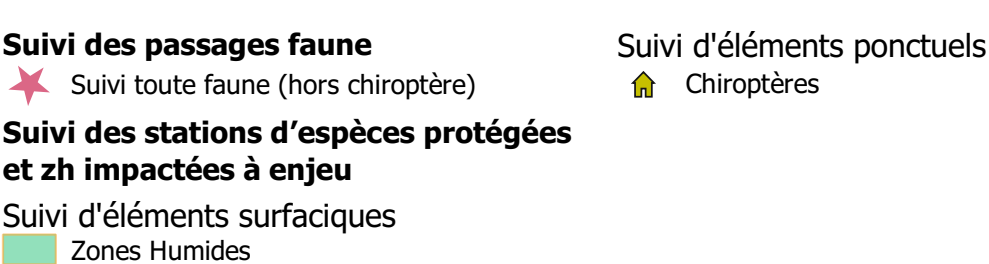 Suivi des passages faune
Suivi toute faune (hors chiroptère)
Suivi des stations d’espèces protégées
et zh impactées à enjeu
Suivi d'éléments surfaciques
Zones Humides
Suivi d'éléments ponctuels
Chiroptères